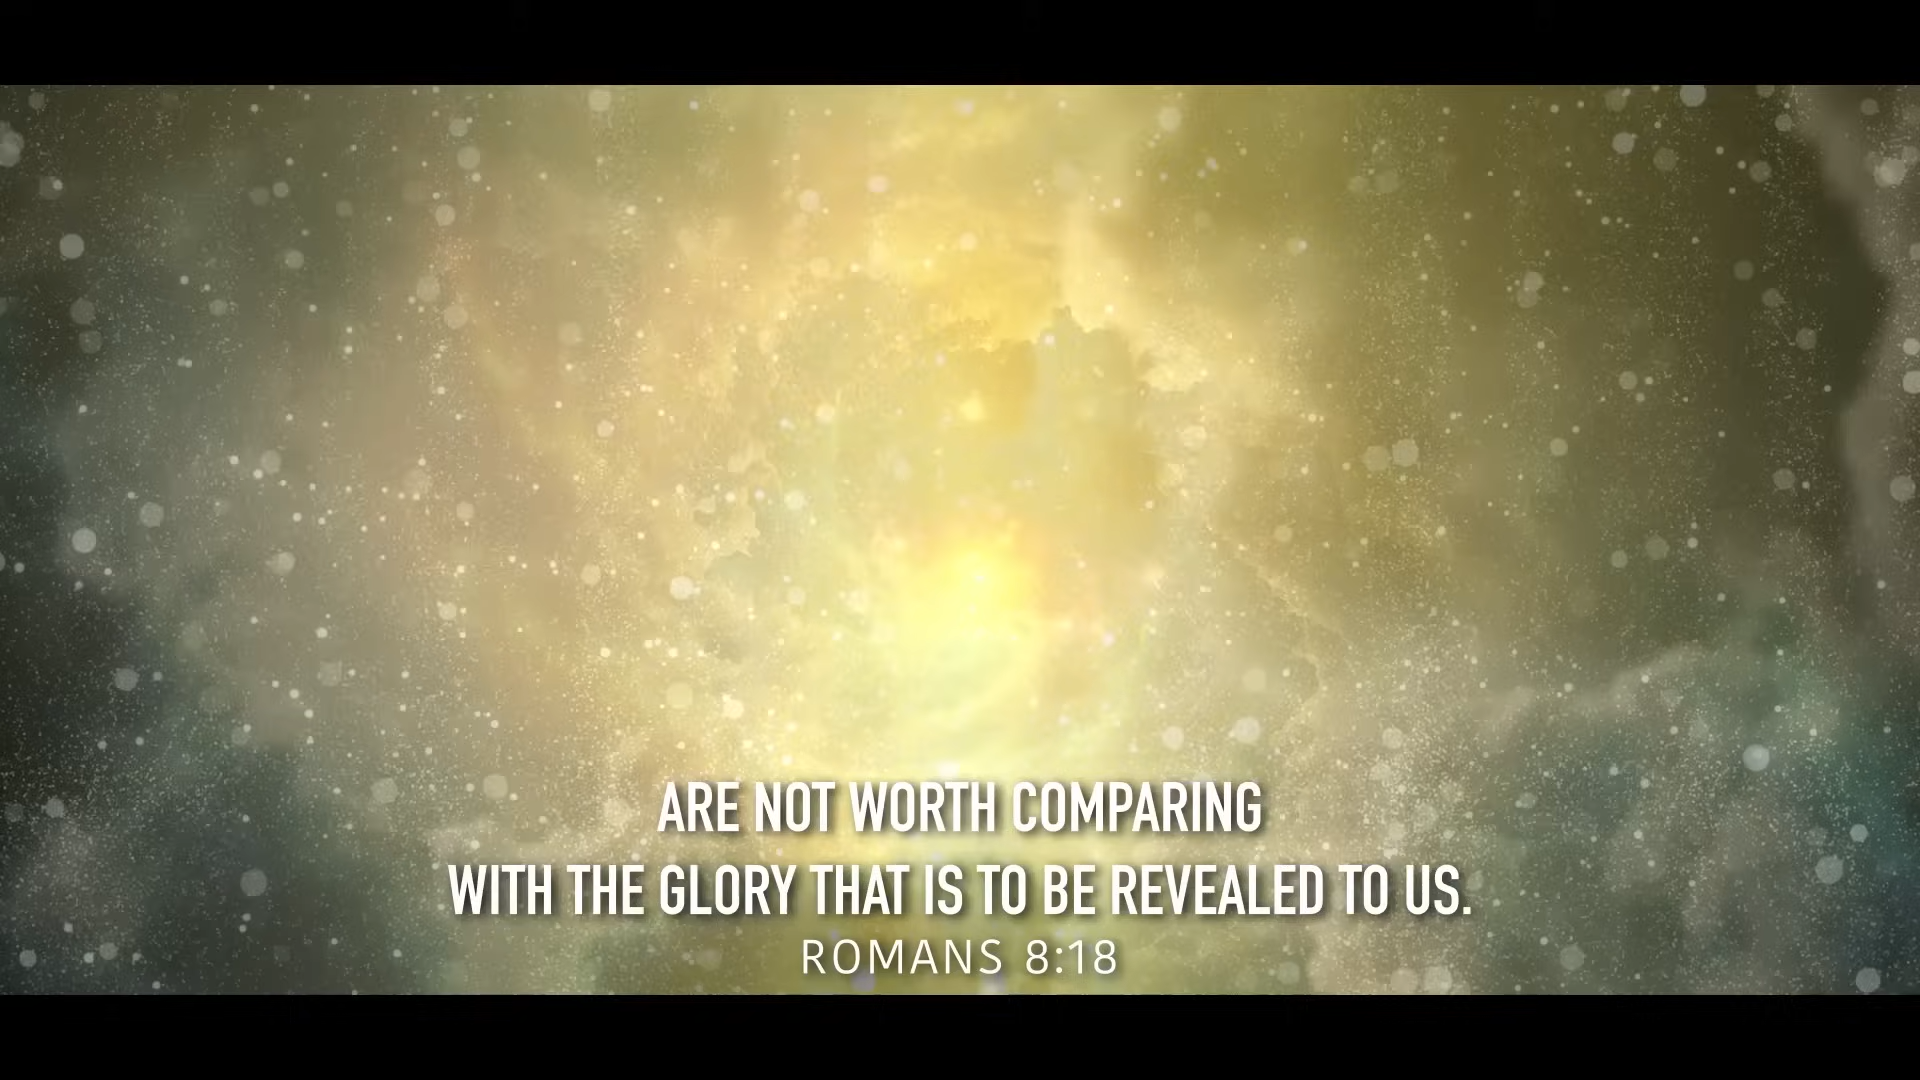 ARE NOT WORTH COMPARING
WITH THE GLORY THAT IS TO BE REVEALED TO US.
ROMANS 8:18